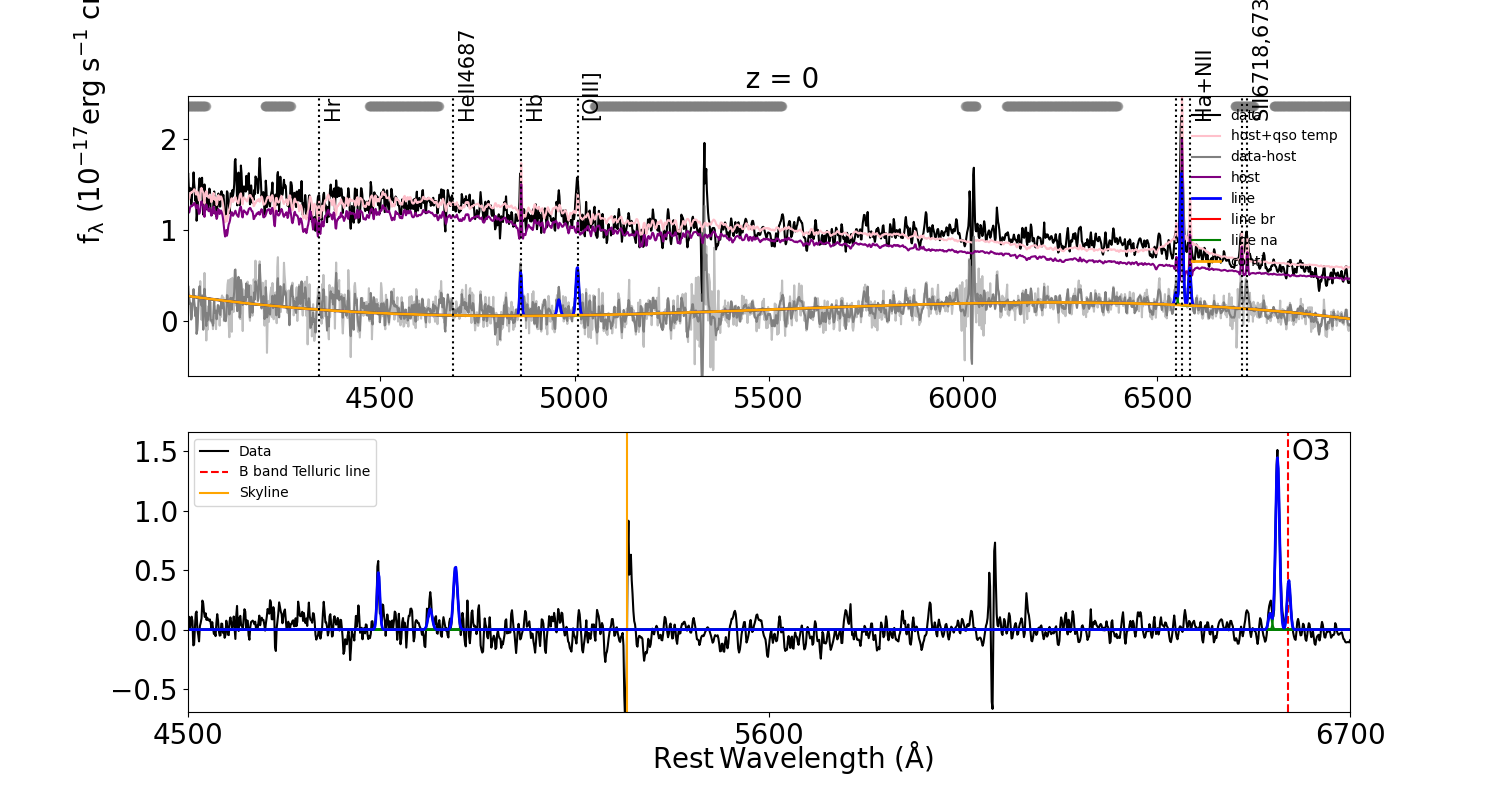 z = 0
f_λ (10⁻¹⁷erg s⁻¹
Hr
HeII4687
Hb
[OIII]
Ha+NII
SII6718,673
data
host+qso temp
data-host
host
line
line br
line na
cont
2
1
0
4500 5000 5500 6000 6500
Data
B band Telluric line
Skyline
O3
1.5
1.0
0.5
0.0
−0.5
4500 5600 6700
Rest Wavelength (Å)